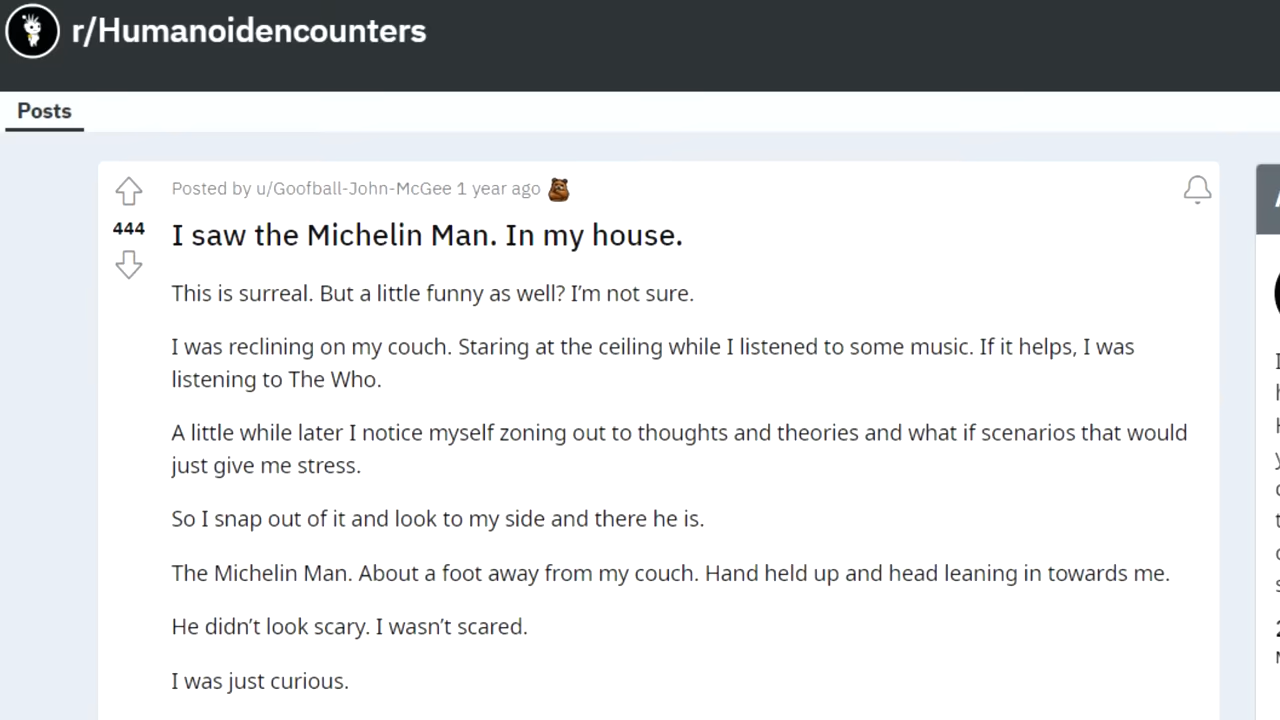 r/Humanoidencounters
Posts
Posted by u/Goofball-John-McGee 1 year ago
444
I saw the Michelin Man. In my house.
This is surreal. But a little funny as well? I’m not sure.
I was reclining on my couch. Staring at the ceiling while I listened to some music. If it helps, I was
listening to The Who.
A little while later I notice myself zoning out to thoughts and theories and what if scenarios that would
just give me stress.
So I snap out of it and look to my side and there he is.
The Michelin Man. About a foot away from my couch. Hand held up and head leaning in towards me.
He didn’t look scary. I wasn’t scared.
I was just curious.